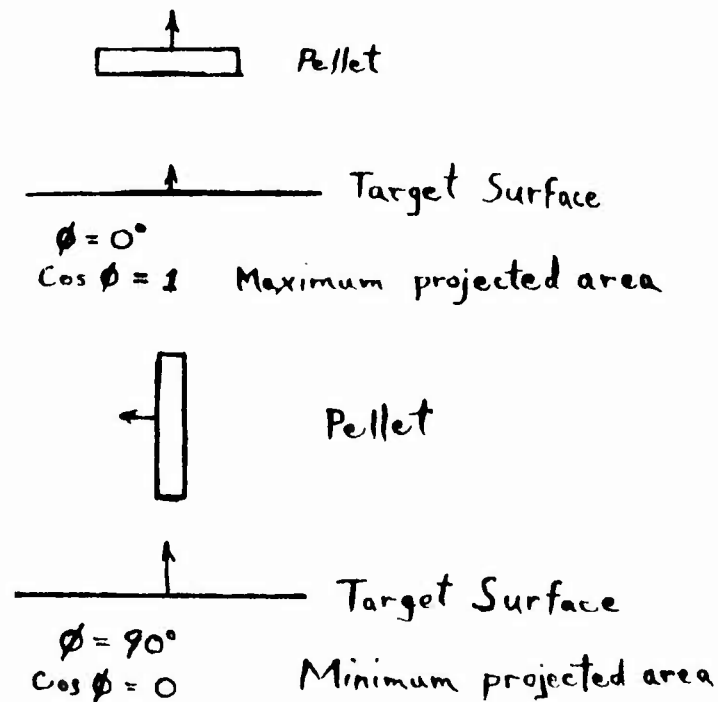 Pellet
Target Surface
ϕ = 0°
Cos ϕ = 1 Maximum projected area
Pellet
Target Surface
ϕ = 90°
Cos ϕ = 0 Minimum projected area